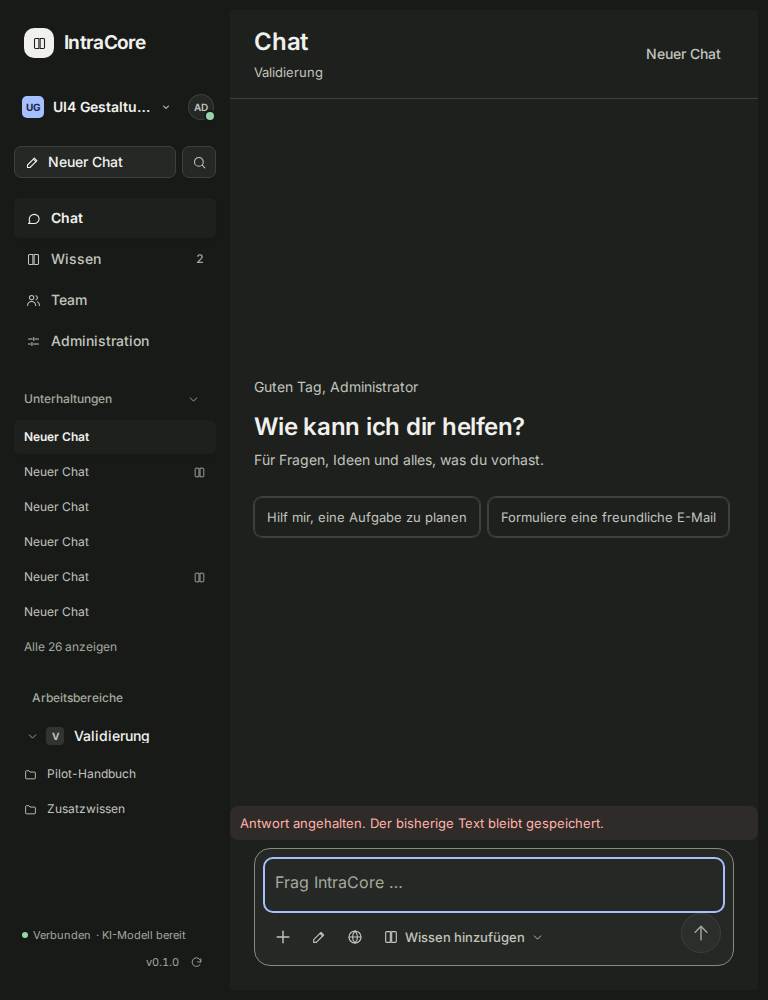 IntraCore
UG UI4 Gestaltu... AD
Neuer Chat
Chat
Wissen 2
Team
Administration
Unterhaltungen
Neuer Chat
Neuer Chat
Neuer Chat
Neuer Chat
Neuer Chat
Neuer Chat
Alle 26 anzeigen
Arbeitsbereiche
V Validierung
Pilot-Handbuch
Zusatzwissen
Verbunden · KI-Modell bereit
v0.1.0
Chat
Validierung
Neuer Chat
Guten Tag, Administrator
Wie kann ich dir helfen?
Für Fragen, Ideen und alles, was du vorhast.
Hilf mir, eine Aufgabe zu planen
Formuliere eine freundliche E-Mail
Antwort angehalten. Der bisherige Text bleibt gespeichert.
Frag IntraCore ...
Wissen hinzufügen